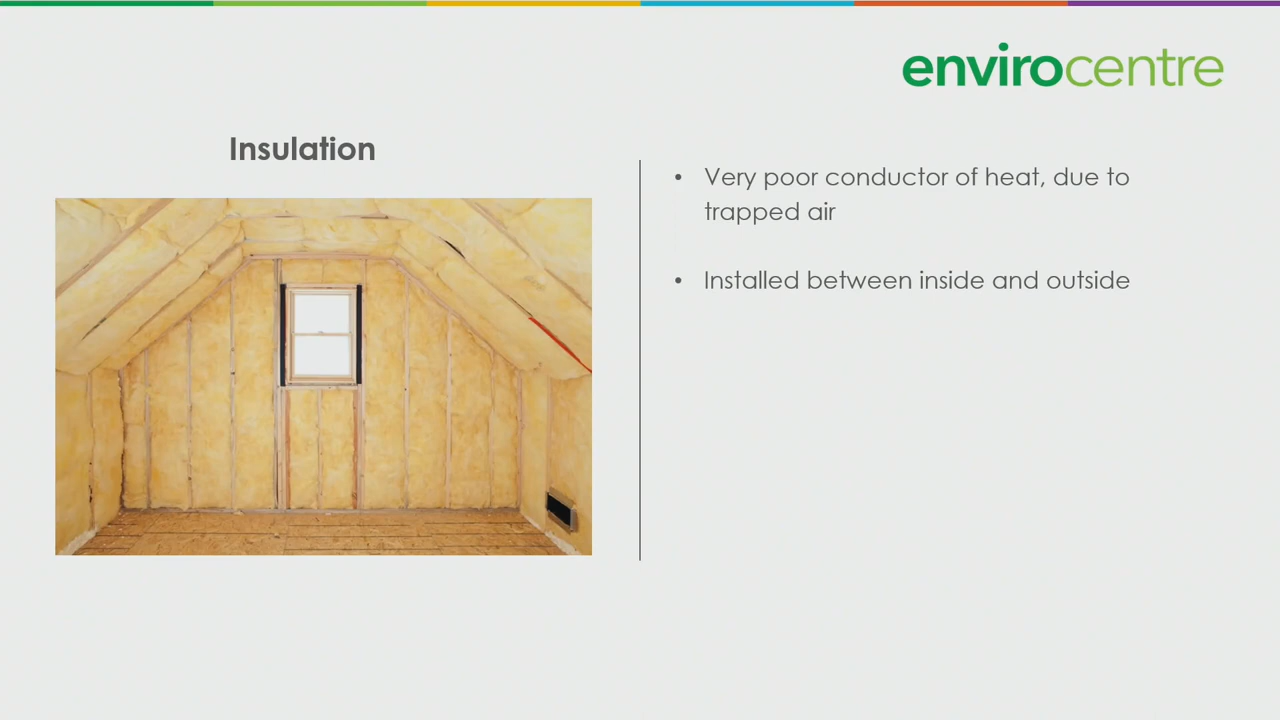 envirocentre
Insulation
• Very poor conductor of heat, due to
trapped air
• Installed between inside and outside